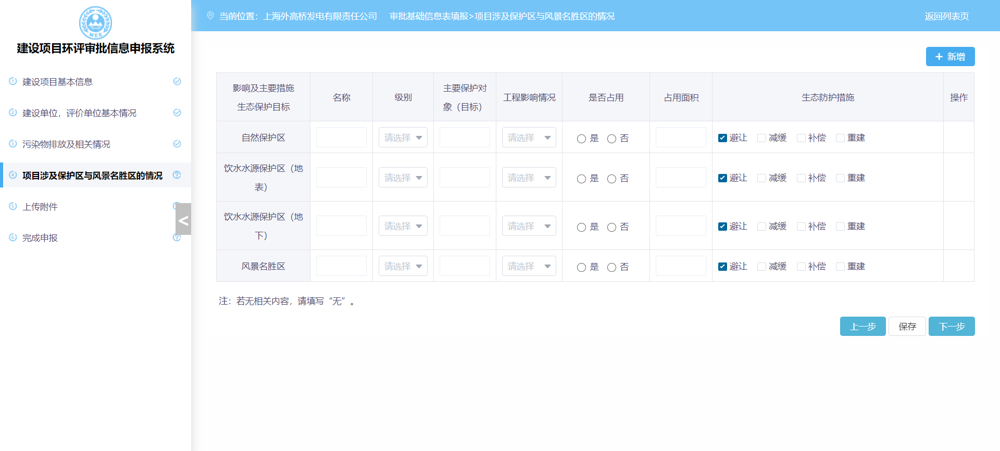 MEE
建设项目环评审批信息申报系统
1 建设项目基本信息
2 建设单位，评价单位基本情况
3 污染物排放及相关情况
4 项目涉及保护区与风景名胜区的情况
5 上传附件
6 完成申报
<
当前位置：上海外高桥发电有限责任公司 审批基础信息表填报>项目涉及保护区与风景名胜区的情况
返回列表页
+ 新增
影响及主要措施
生态保护目标
名称
级别
主要保护对
象（目标）
工程影响情况
是否占用
占用面积
生态防护措施
操作
自然保护区 请选择 请选择 是 否 避让 减缓 补偿 重建
饮水水源保护区（地
表） 请选择 请选择 是 否 避让 减缓 补偿 重建
饮水水源保护区（地
下） 请选择 请选择 是 否 避让 减缓 补偿 重建
风景名胜区 请选择 请选择 是 否 避让 减缓 补偿 重建
注：若无相关内容，请填写“无”。
上一步 保存 下一步